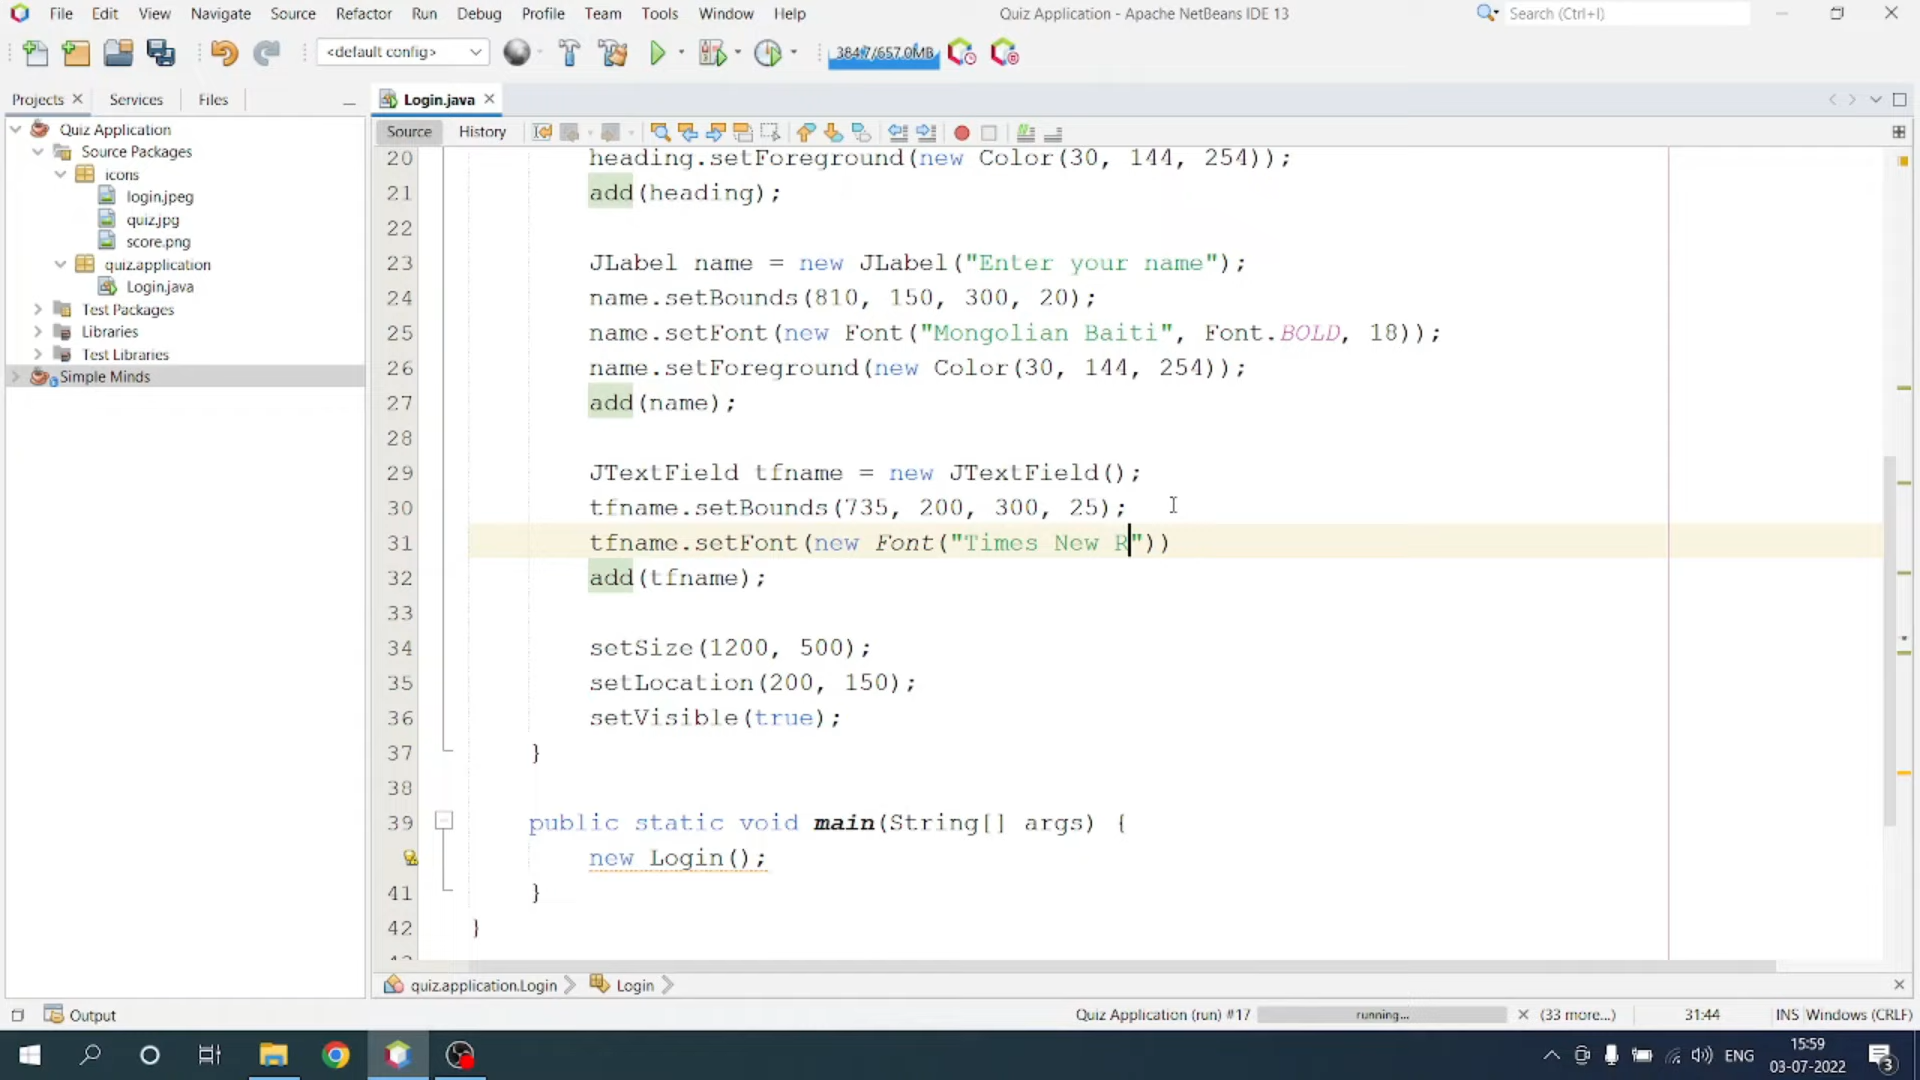 File Edit View Navigate Source Refactor Run Debug Profile Team Tools Window Help
Quiz Application - Apache NetBeans IDE 13
Search (Ctrl+I)
<default config>
384.7/657.0MB
Projects
Services
Files
Login.java
Quiz Application
Source Packages
icons
login.jpeg
quiz.jpg
score.png
quiz.application
Login.java
Test Packages
Libraries
Test Libraries
Simple Minds
Source
History
20 heading.setForeground(new Color(30, 144, 254));
21 add(heading);
22
23 JLabel name = new JLabel("Enter your name");
24 name.setBounds(810, 150, 300, 20);
25 name.setFont(new Font("Mongolian Baiti", Font.BOLD, 18));
26 name.setForeground(new Color(30, 144, 254));
27 add(name);
28
29 JTextField tfname = new JTextField();
30 tfname.setBounds(735, 200, 300, 25);
31 tfname.setFont(new Font("Times New R"))
32 add(tfname);
33
34 setSize(1200, 500);
35 setLocation(200, 150);
36 setVisible(true);
37 }
38
39 public static void main(String[] args) {
new Login();
41 }
42 }
quiz.application.Login
Login
Output
Quiz Application (run) #17
running...
(33 more...)
31:44
INS
Windows (CRLF)
ENG
15:59
03-07-2022
3